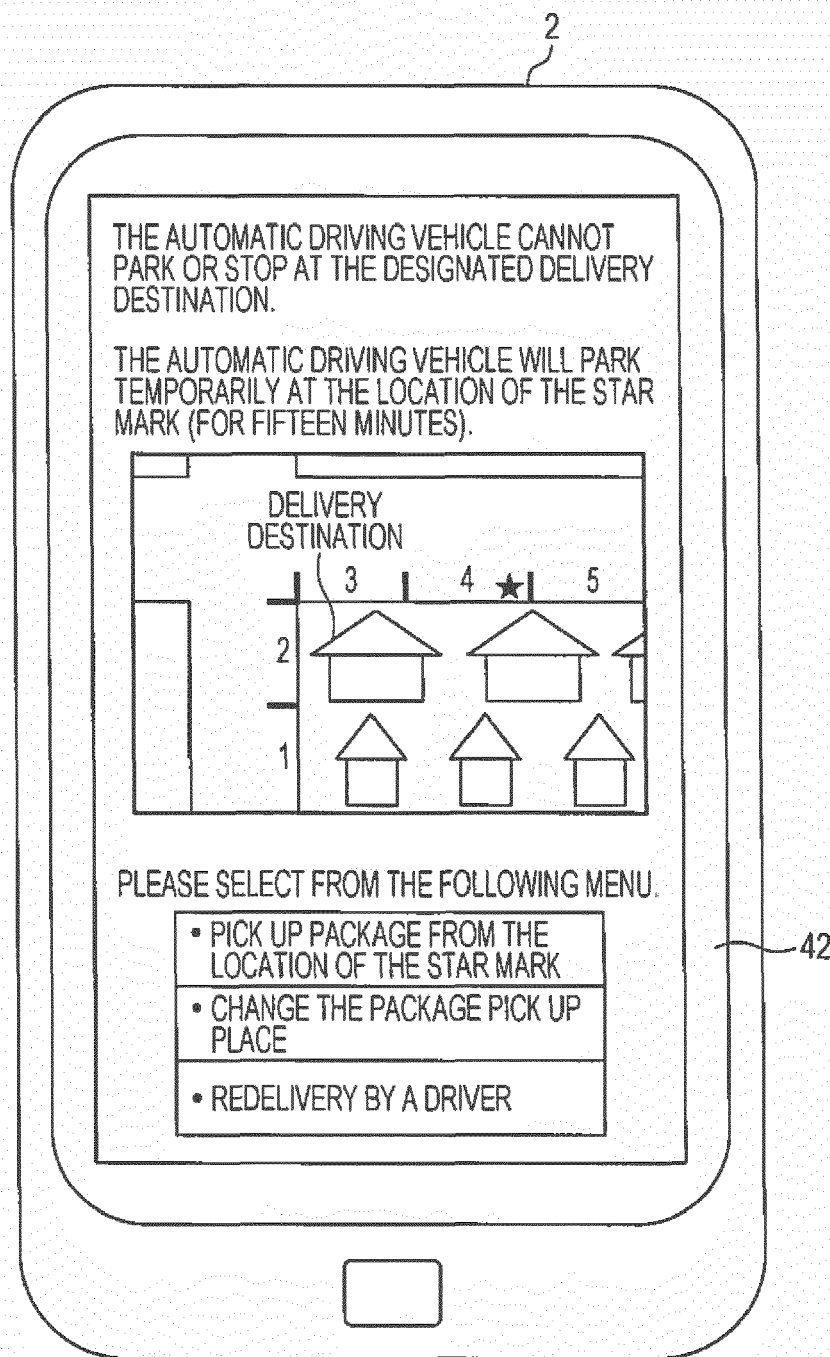 2
THE AUTOMATIC DRIVING VEHICLE CANNOT
PARK OR STOP AT THE DESIGNATED DELIVERY
DESTINATION.
THE AUTOMATIC DRIVING VEHICLE WILL PARK
TEMPORARILY AT THE LOCATION OF THE STAR
MARK (FOR FIFTEEN MINUTES).
DELIVERY
DESTINATION
3 4 ★ 5
2
1
PLEASE SELECT FROM THE FOLLOWING MENU.
• PICK UP PACKAGE FROM THE
LOCATION OF THE STAR MARK
42
• CHANGE THE PACKAGE PICK UP
PLACE
• REDELIVERY BY A DRIVER